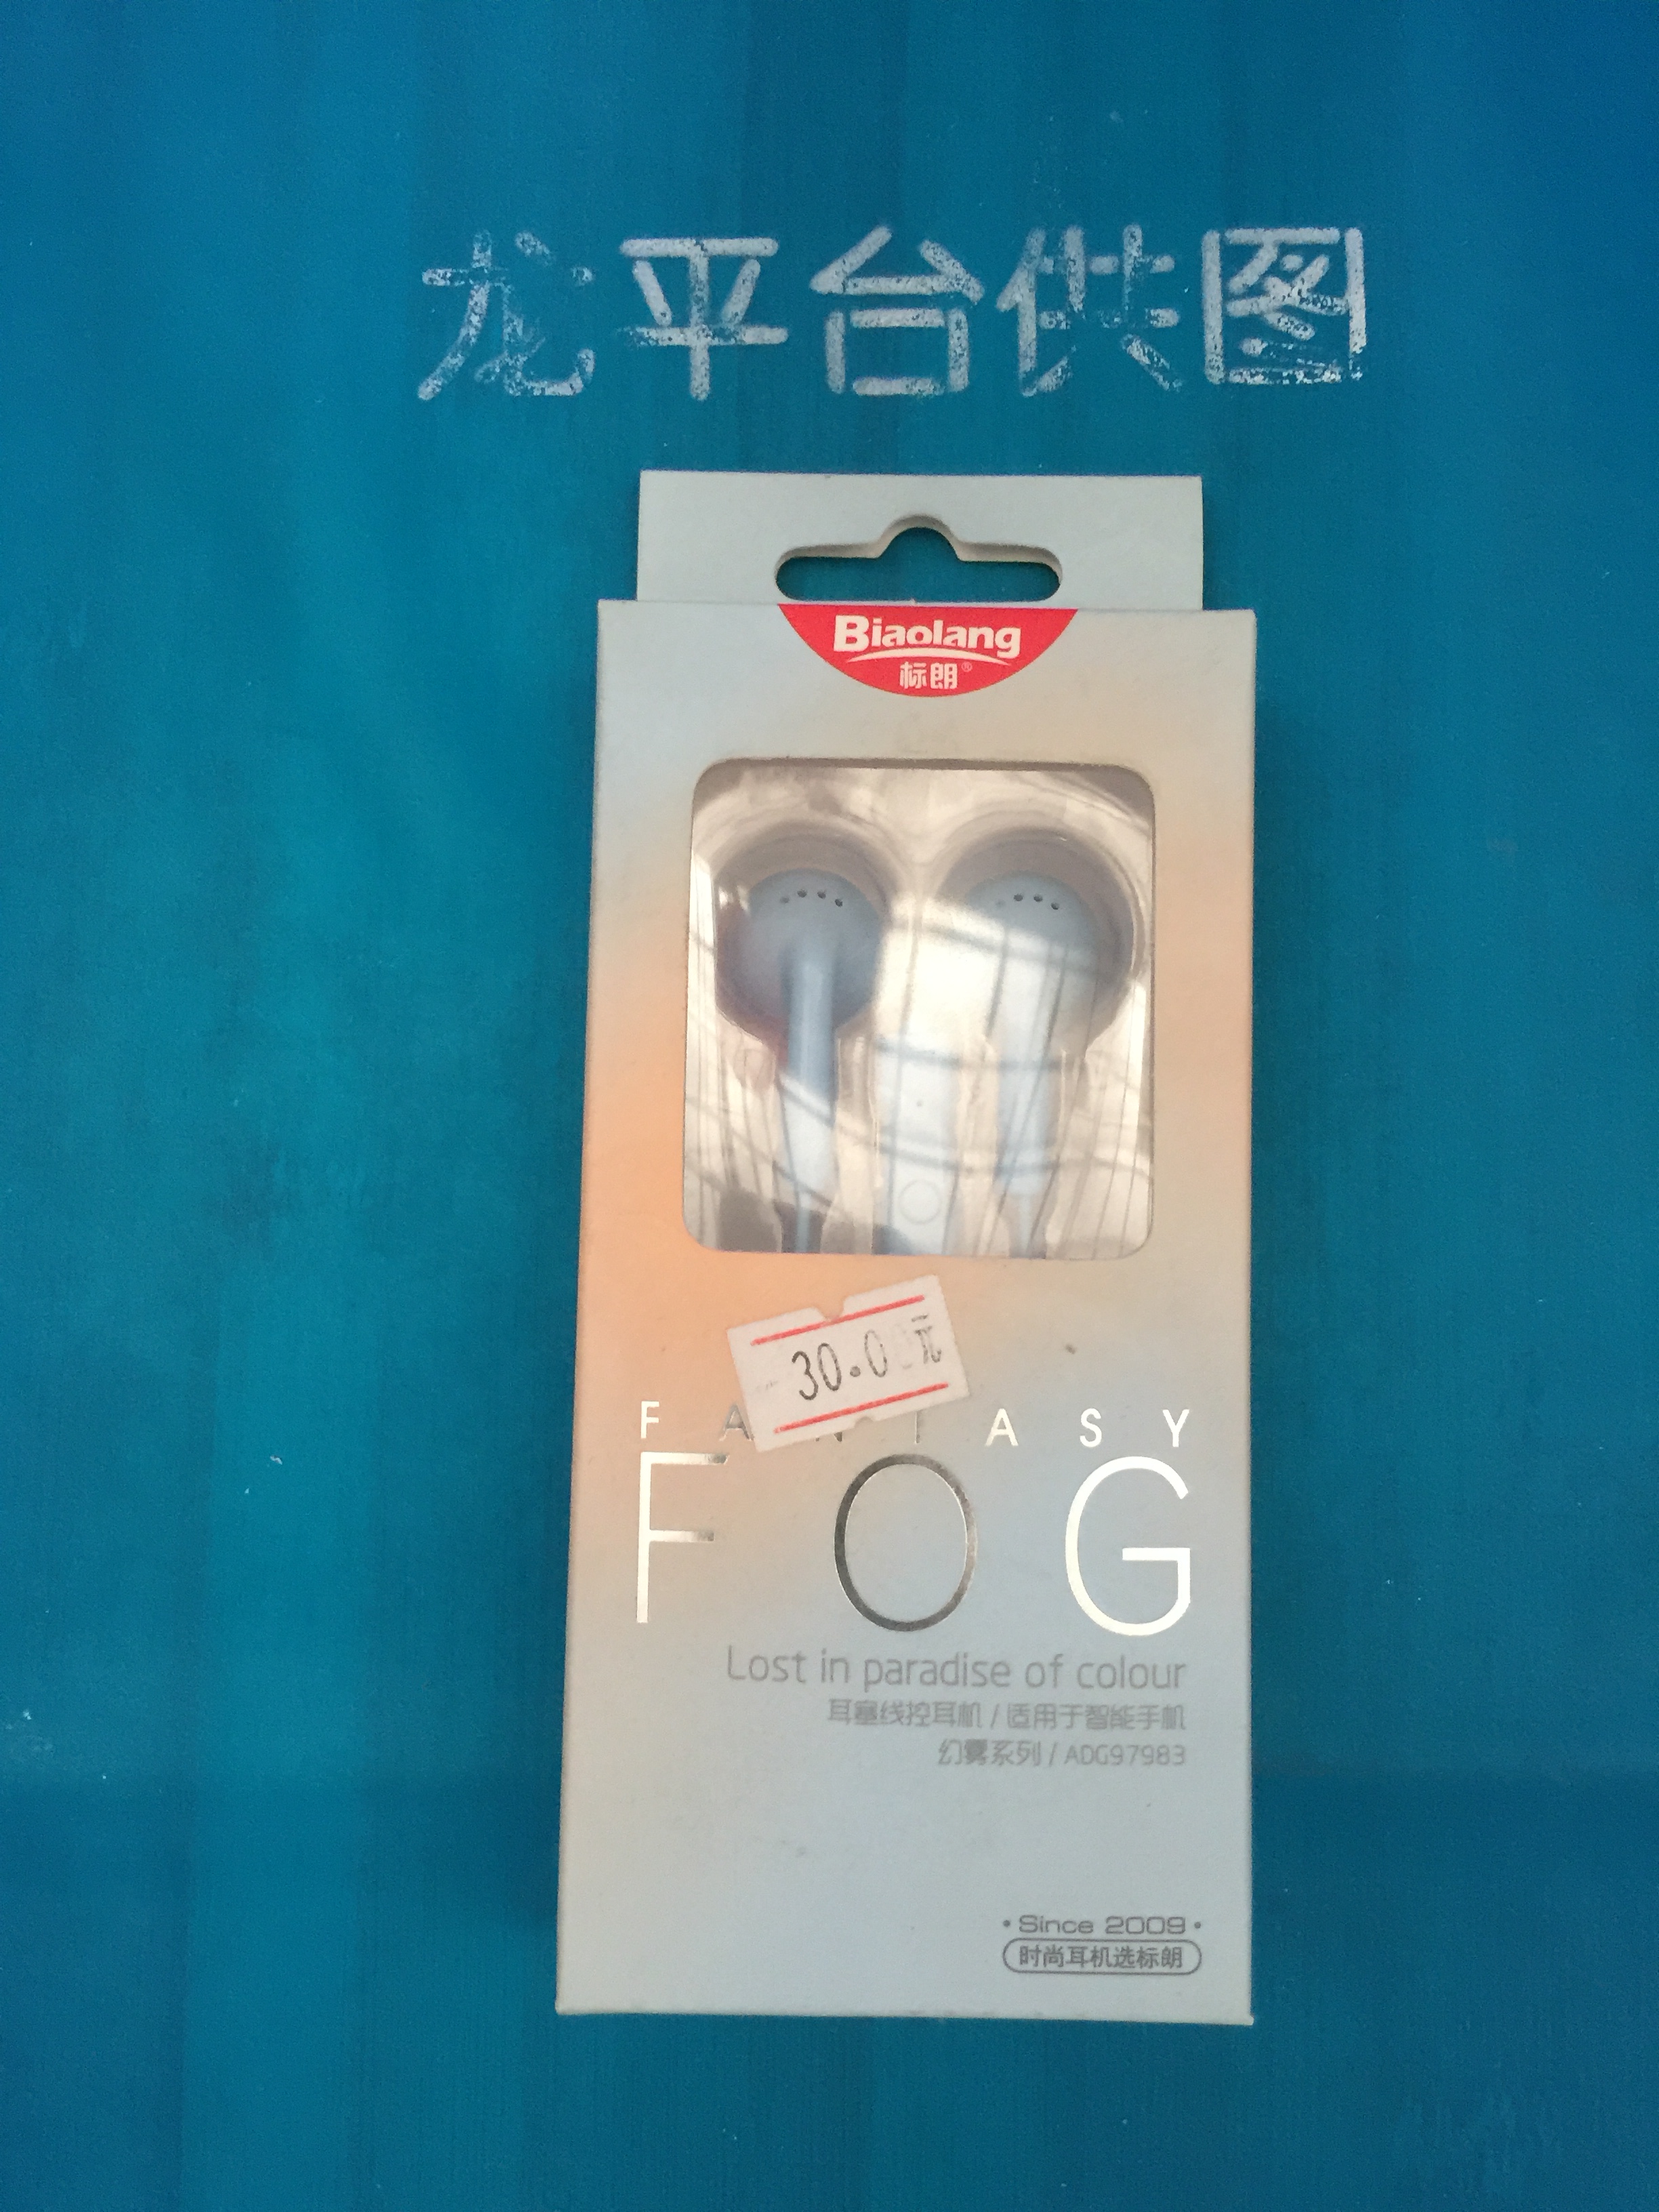 龙平台供图
Biaolang
标朗®
30.0 元
FANTASY
FOG
Lost in paradise of colour
耳塞线控耳机 / 适用于智能手机
幻雾系列 / ADG97983
•Since 2009•
时尚耳机选标朗